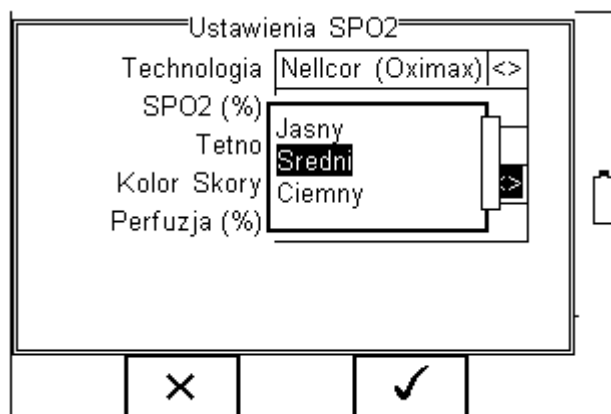 Ustawienia SPO2
Technologia Nellcor (Oximax) <>
SPO2 (%)
Jasny
Tetno
Sredni
Kolor Skory
Ciemny
Perfuzja (%)